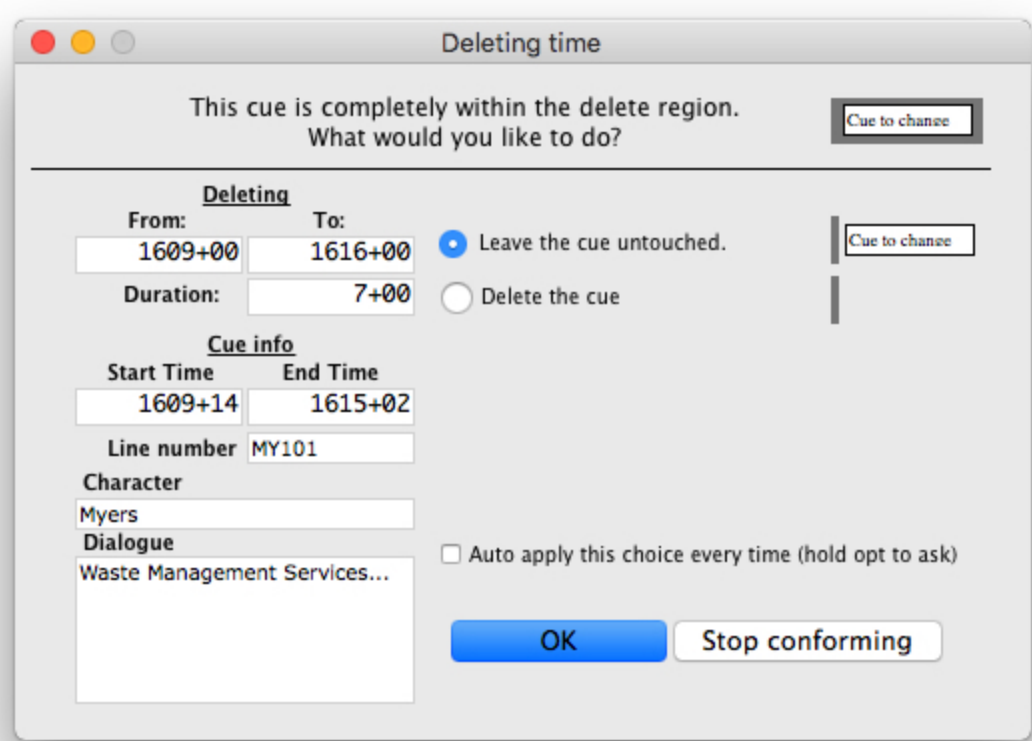 Deleting time
This cue is completely within the delete region.
What would you like to do?
Cue to change
Deleting
From: To:
1609+00 1616+00
Duration: 7+00
Leave the cue untouched.
Cue to change
Delete the cue
Cue info
Start Time End Time
1609+14 1615+02
Line number MY101
Character
Myers
Dialogue
Waste Management Services...
Auto apply this choice every time (hold opt to ask)
OK Stop conforming